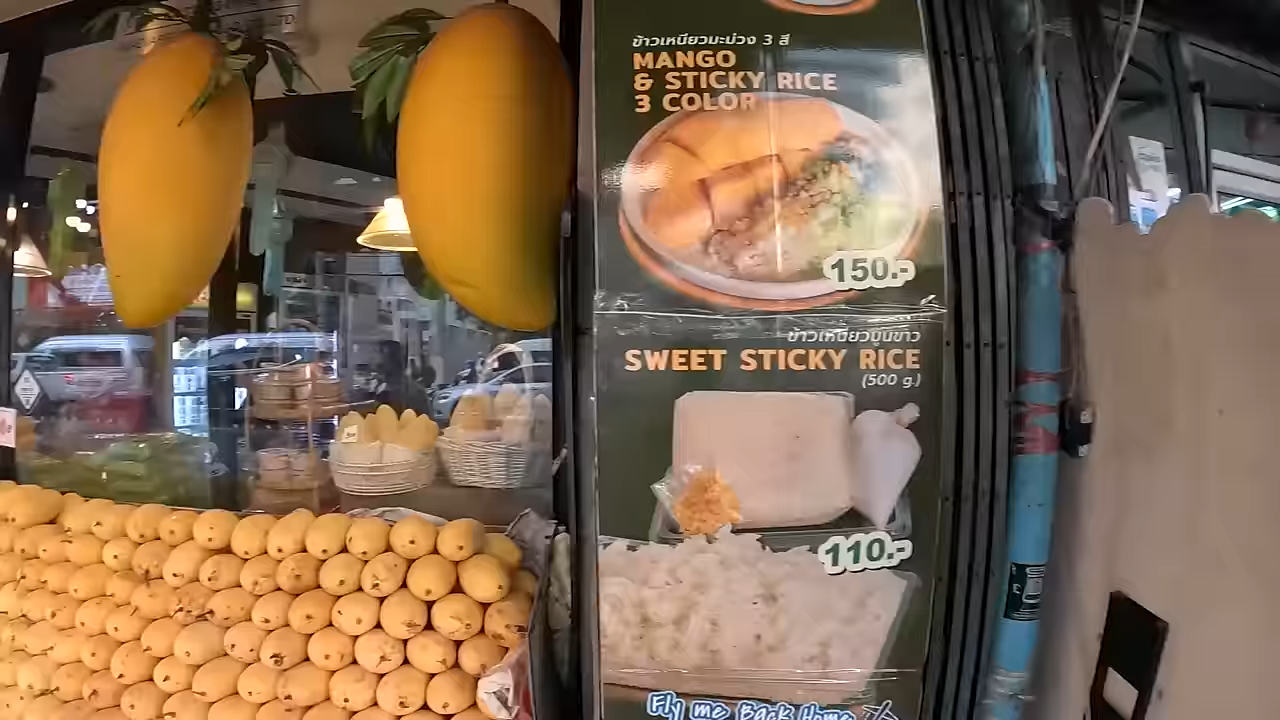 ข้าวเหนียวมะม่วง 3 สี
MANGO
& STICKY RICE
3 COLOR
150.-
ข้าวเหนียวมูนขาว
SWEET STICKY RICE
(500 g.)
110.-
Fly me Back Home